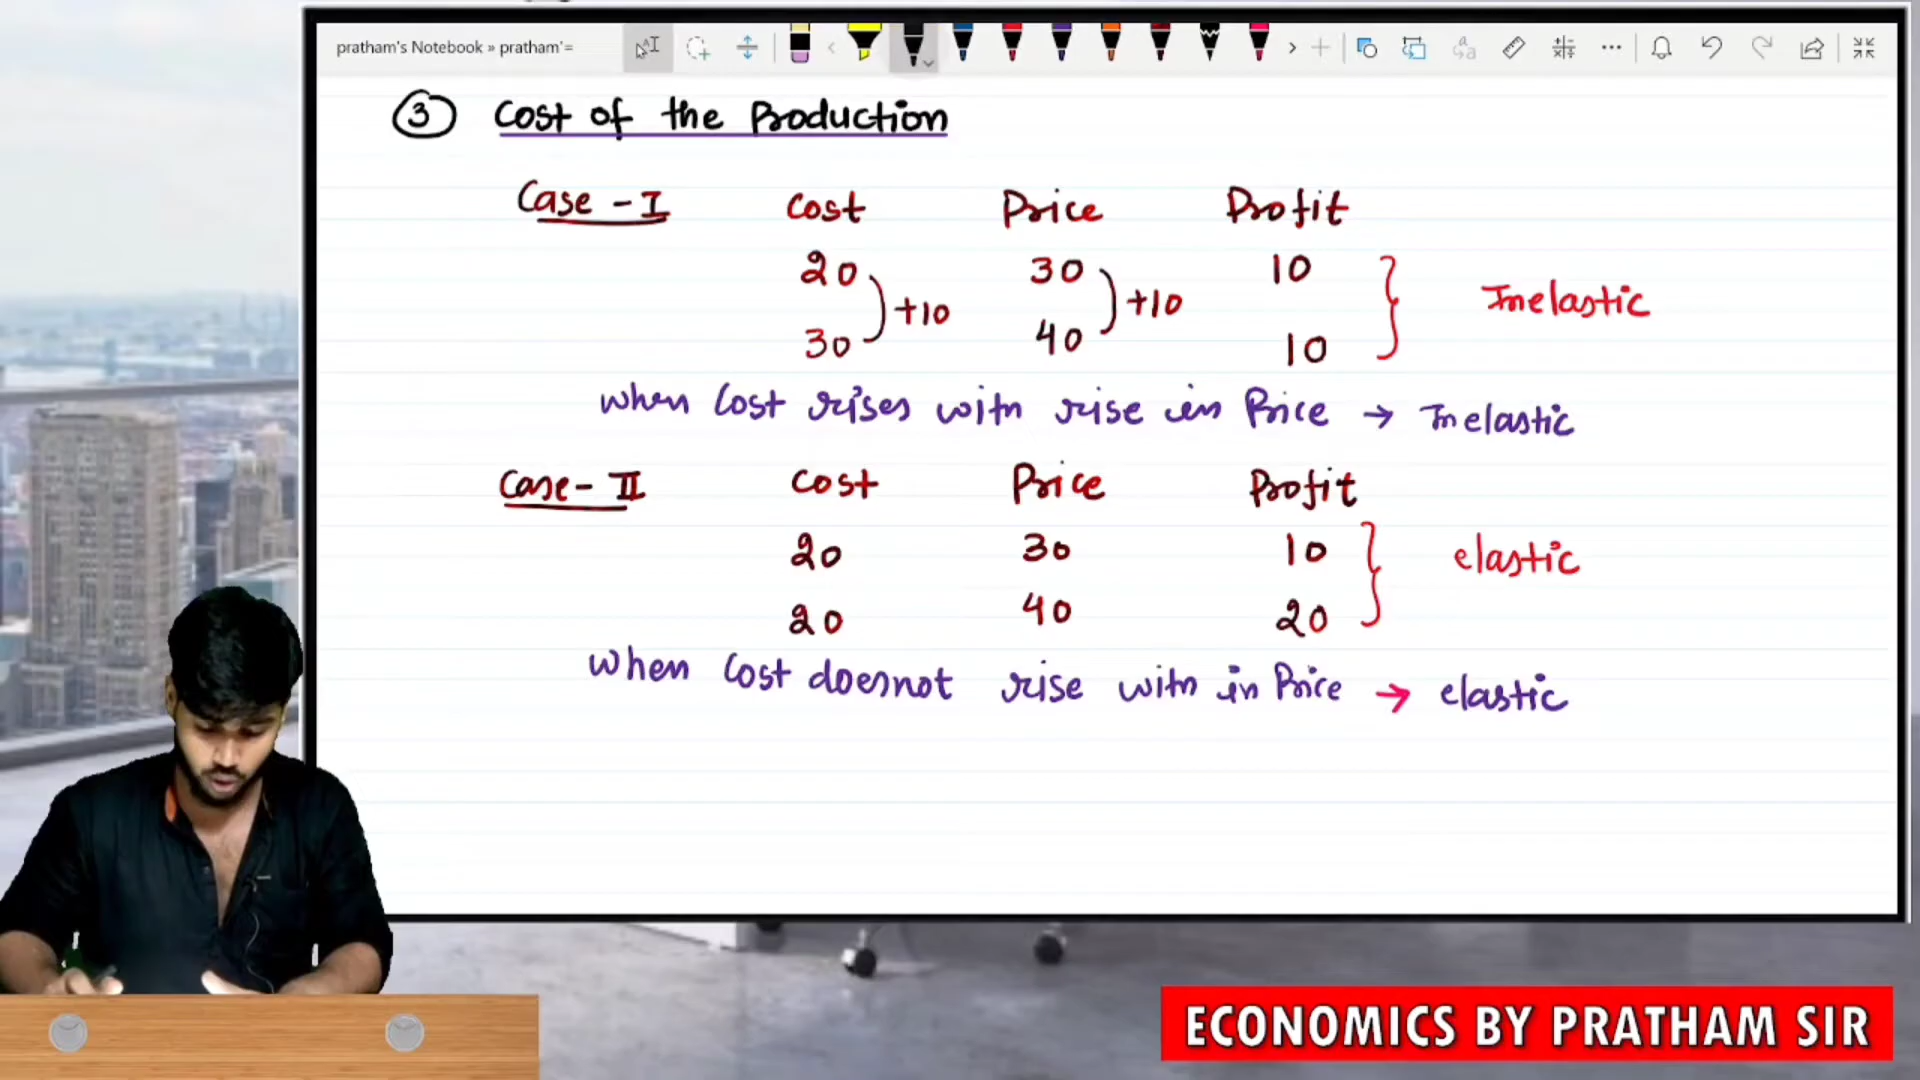 pratham's Notebook » pratham'=
③ Cost of the Production
Case - I Cost Price Profit
20 30 10
+10 +10 Inelastic
30 40 10
when Cost rises with rise in Price → Inelastic
Case - II Cost Price Profit
20 30 10 elastic
20 40 20
When Cost doesnot rise with in Price → elastic
ECONOMICS BY PRATHAM SIR